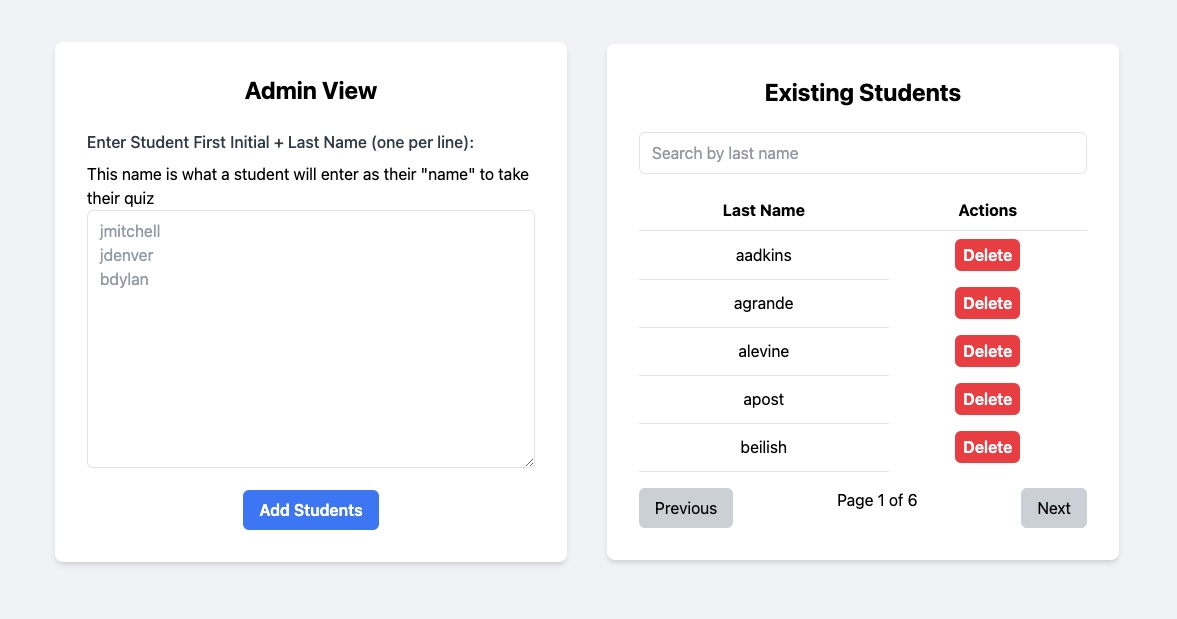 Admin View
Enter Student First Initial + Last Name (one per line):
This name is what a student will enter as their "name" to take
their quiz
jmitchell
jdenver
bdylan
Add Students
Existing Students
Search by last name
Last Name Actions
aadkins Delete
agrande Delete
alevine Delete
apost Delete
beilish Delete
Previous Page 1 of 6 Next